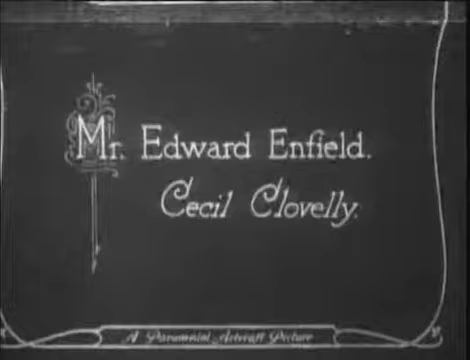 Mr. Edward Enfield.
Cecil Clovelly.
A Paramount Artcraft Picture